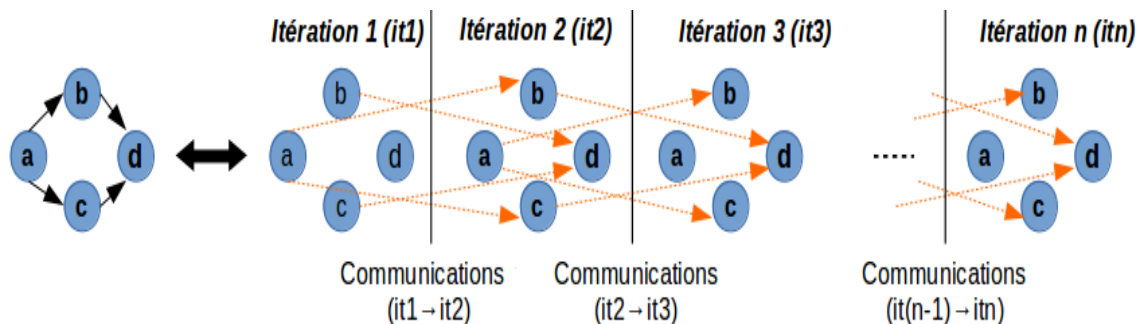 Itération 1 (it1)
Itération 2 (it2)
Itération 3 (it3)
Itération n (itn)
b
a
d
c
b
a
d
c
b
a
d
c
b
a
d
c
b
a
d
c
Communications
(it1→it2)
Communications
(it2→it3)
Communications
(it(n-1)→itn)